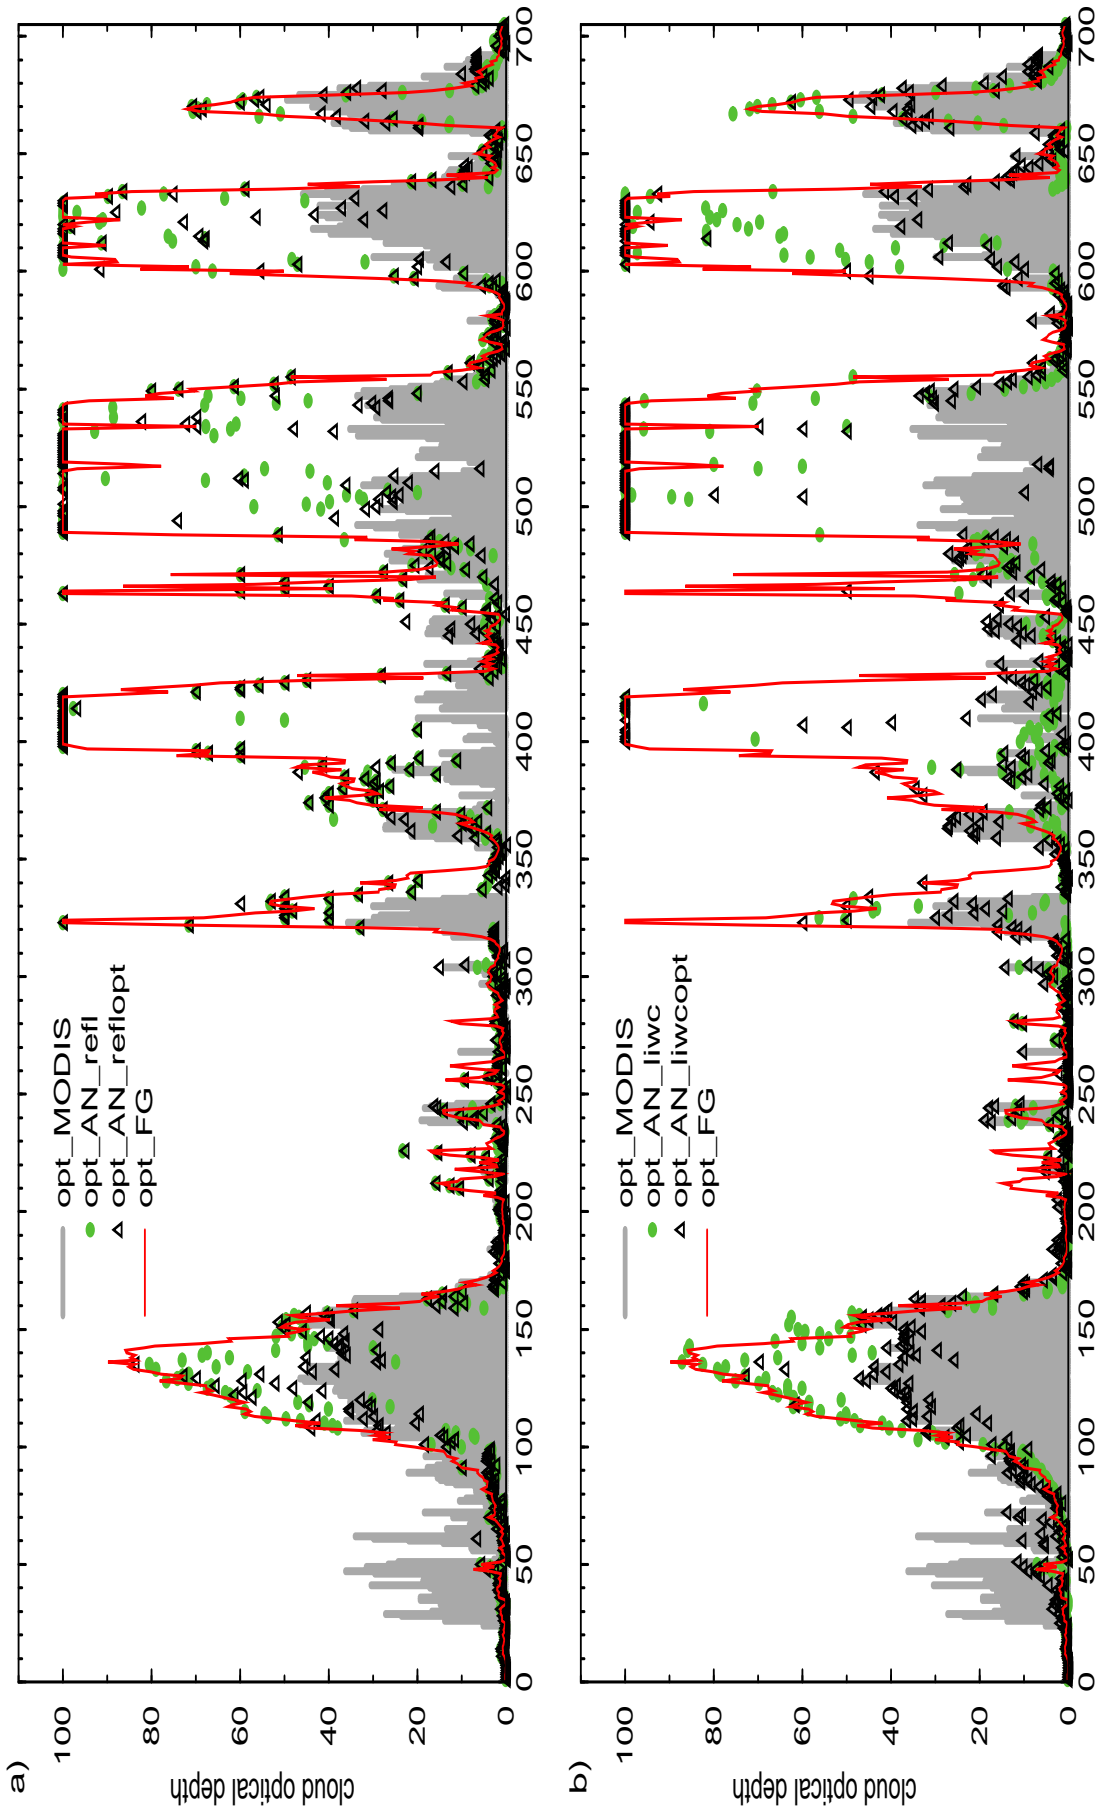 a)
cloud optical depth
100
80
60
40
20
0
opt_MODIS
opt_AN_refl
opt_AN_reflopt
opt_FG
0 50 100 150 200 250 300 350 400 450 500 550 600 650 700
b)
cloud optical depth
100
80
60
40
20
0
opt_MODIS
opt_AN_liwc
opt_AN_liwcopt
opt_FG
0 50 100 150 200 250 300 350 400 450 500 550 600 650 700